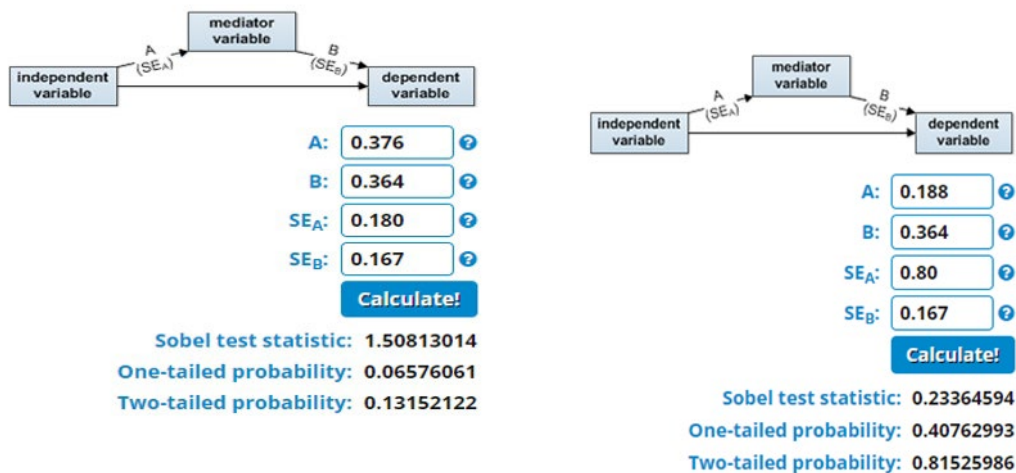 mediator
variable
A
(SEA)
B
(SEB)
independent
variable
dependent
variable
A: 0.376 ?
B: 0.364 ?
SEA: 0.180 ?
SEB: 0.167 ?
Calculate!
Sobel test statistic: 1.50813014
One-tailed probability: 0.06576061
Two-tailed probability: 0.13152122
mediator
variable
A
(SEA)
B
(SEB)
independent
variable
dependent
variable
A: 0.188 ?
B: 0.364 ?
SEA: 0.80 ?
SEB: 0.167 ?
Calculate!
Sobel test statistic: 0.23364594
One-tailed probability: 0.40762993
Two-tailed probability: 0.81525986